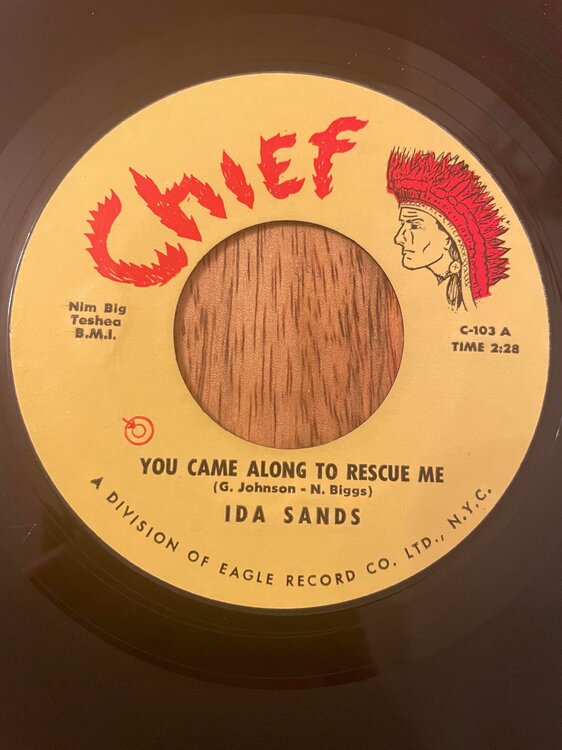 CHIEF
Nim Big
Teshea
B.M.I.
C-103 A
TIME 2:28
YOU CAME ALONG TO RESCUE ME
(G. Johnson - N. Biggs)
IDA SANDS
A DIVISION OF EAGLE RECORD CO. LTD., N.Y.C.